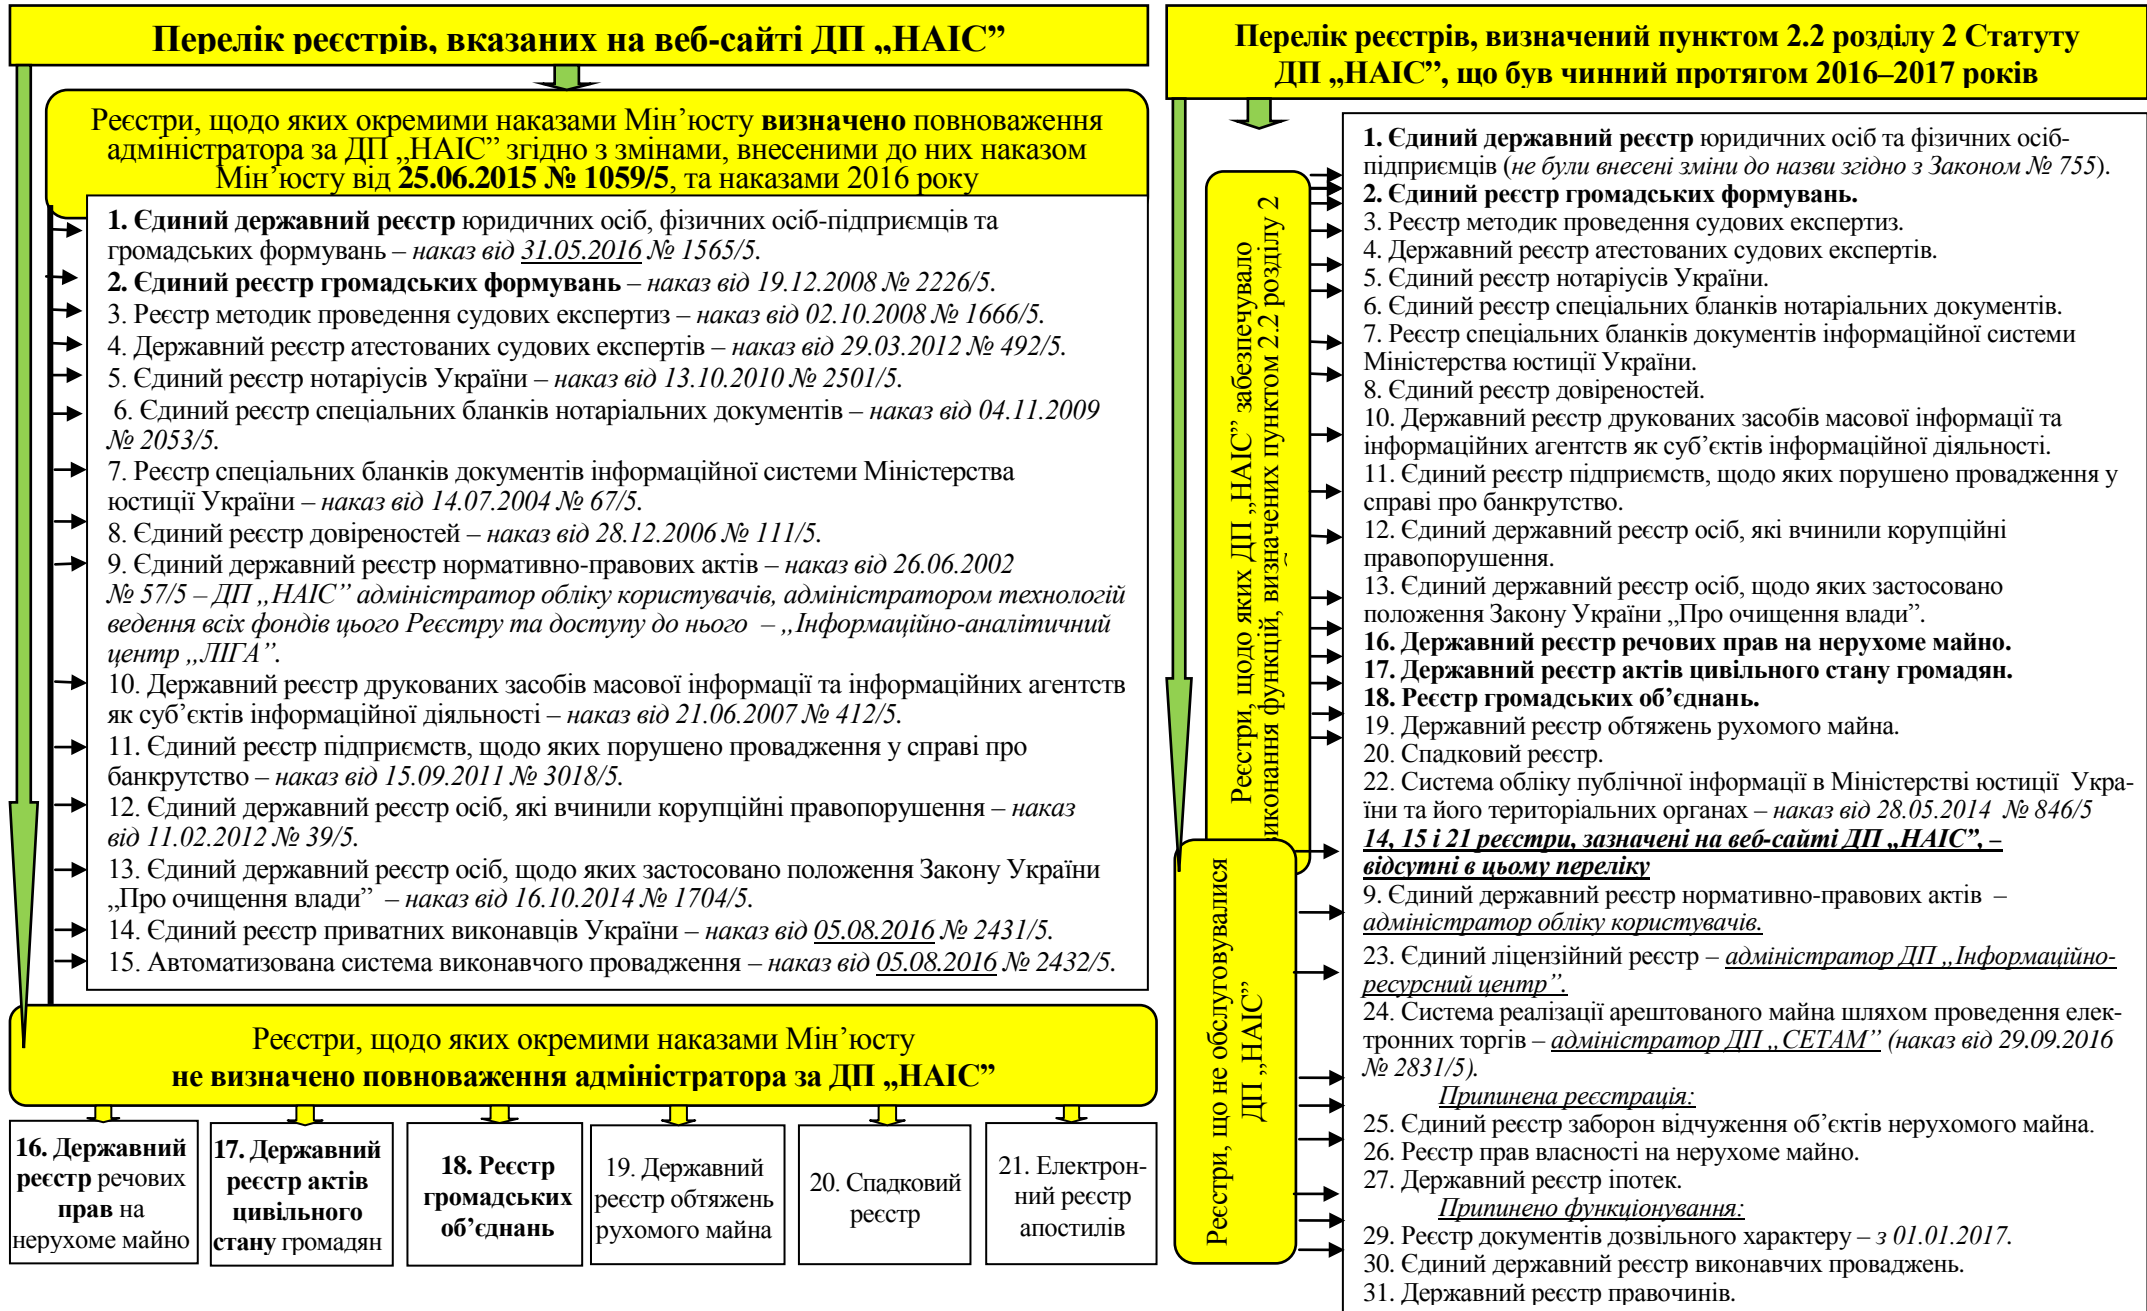 Перелік реєстрів, вказаних на веб-сайті ДП „НАІС”
Реєстри, щодо яких окремими наказами Мін’юсту визначено повноваження
адміністратора за ДП „НАІС” згідно з змінами, внесеними до них наказом
Мін’юсту від 25.06.2015 № 1059/5, та наказами 2016 року
1. Єдиний державний реєстр юридичних осіб, фізичних осіб-підприємців та
громадських формувань – наказ від 31.05.2016 № 1565/5.
2. Єдиний реєстр громадських формувань – наказ від 19.12.2008 № 2226/5.
3. Реєстр методик проведення судових експертиз – наказ від 02.10.2008 № 1666/5.
4. Державний реєстр атестованих судових експертів – наказ від 29.03.2012 № 492/5.
5. Єдиний реєстр нотаріусів України – наказ від 13.10.2010 № 2501/5.
6. Єдиний реєстр спеціальних бланків нотаріальних документів – наказ від 04.11.2009
№ 2053/5.
7. Реєстр спеціальних бланків документів інформаційної системи Міністерства
юстиції України – наказ від 14.07.2004 № 67/5.
8. Єдиний реєстр довіреностей – наказ від 28.12.2006 № 111/5.
9. Єдиний державний реєстр нормативно-правових актів – наказ від 26.06.2002
№ 57/5 – ДП „НАІС” адміністратор обліку користувачів, адміністратором технологій
ведення всіх фондів цього Реєстру та доступу до нього – „Інформаційно-аналітичний
центр „ЛІГА”.
10. Державний реєстр друкованих засобів масової інформації та інформаційних агентств
як суб’єктів інформаційної діяльності – наказ від 21.06.2007 № 412/5.
11. Єдиний реєстр підприємств, щодо яких порушено провадження у справі про
банкрутство – наказ від 15.09.2011 № 3018/5.
12. Єдиний державний реєстр осіб, які вчинили корупційні правопорушення – наказ
від 11.02.2012 № 39/5.
13. Єдиний державний реєстр осіб, щодо яких застосовано положення Закону України
„Про очищення влади” – наказ від 16.10.2014 № 1704/5.
14. Єдиний реєстр приватних виконавців України – наказ від 05.08.2016 № 2431/5.
15. Автоматизована система виконавчого провадження – наказ від 05.08.2016 № 2432/5.
Реєстри, щодо яких окремими наказами Мін’юсту
не визначено повноваження адміністратора за ДП „НАІС”
16. Державний
реєстр речових
прав на
нерухоме майно
17. Державний
реєстр актів
цивільного
стану громадян
18. Реєстр
громадських
об’єднань
19. Державний
реєстр обтяжень
рухомого майна
20. Спадковий
реєстр
21. Електрон-
ний реєстр
апостилів
Перелік реєстрів, визначений пунктом 2.2 розділу 2 Статуту
ДП „НАІС”, що був чинний протягом 2016–2017 років
Реєстри, щодо яких ДП „НАІС” забезпечувало
виконання функцій, визначених пунктом 2.2 розділу 2
1. Єдиний державний реєстр юридичних осіб та фізичних осіб-
підприємців (не були внесені зміни до назви згідно з Законом № 755).
2. Єдиний реєстр громадських формувань.
3. Реєстр методик проведення судових експертиз.
4. Державний реєстр атестованих судових експертів.
5. Єдиний реєстр нотаріусів України.
6. Єдиний реєстр спеціальних бланків нотаріальних документів.
7. Реєстр спеціальних бланків документів інформаційної системи
Міністерства юстиції України.
8. Єдиний реєстр довіреностей.
10. Державний реєстр друкованих засобів масової інформації та
інформаційних агентств як суб’єктів інформаційної діяльності.
11. Єдиний реєстр підприємств, щодо яких порушено провадження у
справі про банкрутство.
12. Єдиний державний реєстр осіб, які вчинили корупційні
правопорушення.
13. Єдиний державний реєстр осіб, щодо яких застосовано
положення Закону України „Про очищення влади”.
16. Державний реєстр речових прав на нерухоме майно.
17. Державний реєстр актів цивільного стану громадян.
18. Реєстр громадських об’єднань.
19. Державний реєстр обтяжень рухомого майна.
20. Спадковий реєстр.
22. Система обліку публічної інформації в Міністерстві юстиції Укра-
їни та його територіальних органах – наказ від 28.05.2014 № 846/5
14, 15 і 21 реєстри, зазначені на веб-сайті ДП „НАІС”, –
відсутні в цьому переліку
Реєстри, що не обслуговувалися
ДП „НАІС”
9. Єдиний державний реєстр нормативно-правових актів –
адміністратор обліку користувачів.
23. Єдиний ліцензійний реєстр – адміністратор ДП „Інформаційно-
ресурсний центр”.
24. Система реалізації арештованого майна шляхом проведення елек-
тронних торгів – адміністратор ДП „СЕТАМ” (наказ від 29.09.2016
№ 2831/5).
Припинена реєстрація:
25. Єдиний реєстр заборон відчуження об’єктів нерухомого майна.
26. Реєстр прав власності на нерухоме майно.
27. Державний реєстр іпотек.
Припинено функціонування:
29. Реєстр документів дозвільного характеру – з 01.01.2017.
30. Єдиний державний реєстр виконавчих проваджень.
31. Державний реєстр правочинів.